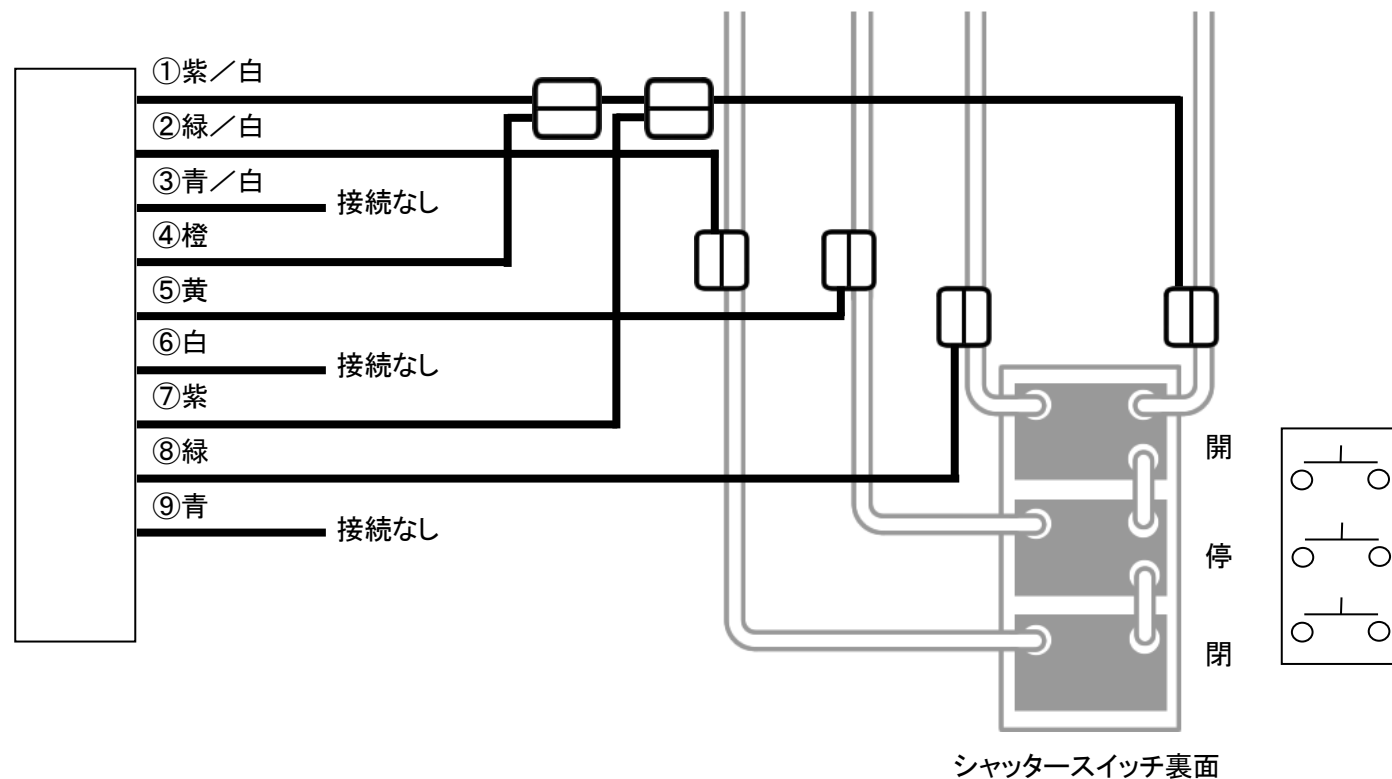 ①紫／白
②緑／白
③青／白
接続なし
④橙
⑤黄
⑥白
接続なし
⑦紫
⑧緑
⑨青
接続なし
開
停
閉
シャッタースイッチ裏面